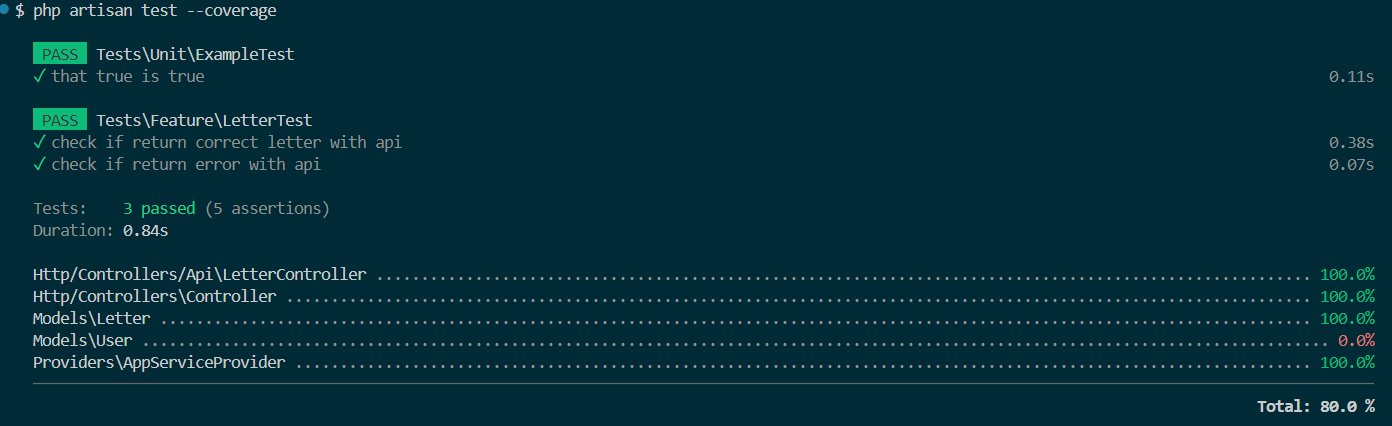 $ php artisan test --coverage
PASS Tests\Unit\ExampleTest
✓ that true is true 0.11s
PASS Tests\Feature\LetterTest
✓ check if return correct letter with api 0.38s
✓ check if return error with api 0.07s
Tests: 3 passed (5 assertions)
Duration: 0.84s
Http/Controllers/Api\LetterController ........................................................................................................ 100.0%
Http/Controllers\Controller .................................................................................................................. 100.0%
Models\Letter ................................................................................................................................ 100.0%
Models\User .................................................................................................................................... 0.0%
Providers\AppServiceProvider ................................................................................................................. 100.0%
Total: 80.0 %